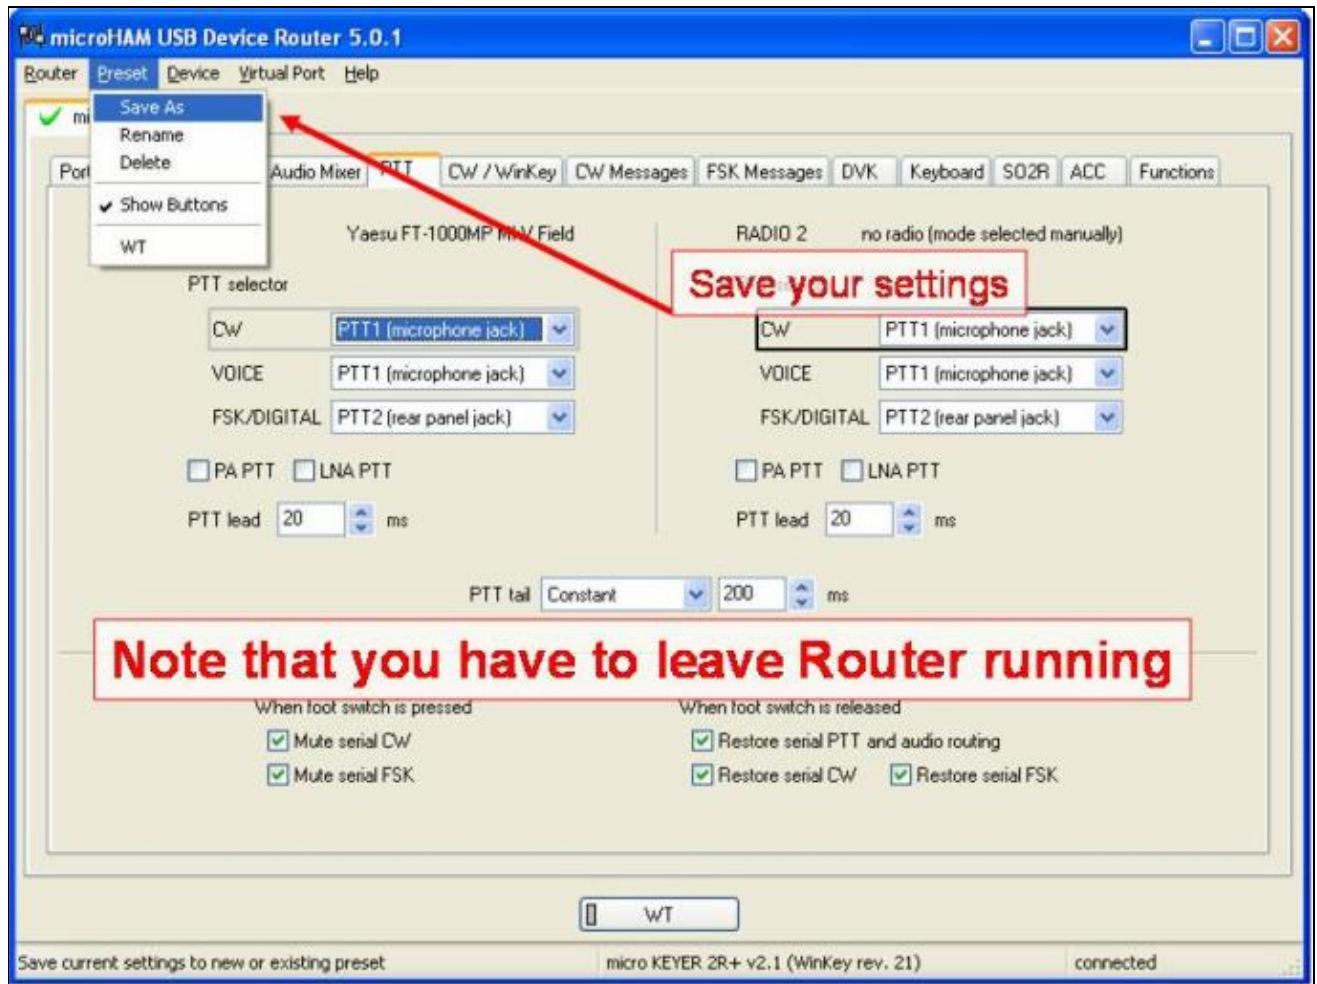 microHAM USB Device Router 5.0.1
Router Preset Device Virtual Port Help
Save As
Rename
Delete
Show Buttons
WT
Audio Mixer PTT CW / WinKey CW Messages FSK Messages DVK Keyboard SO2R ACC Functions
Yaesu FT-1000MP MkV Field
RADIO 2 no radio (mode selected manually)
Save your settings
PTT selector
CW PTT1 (microphone jack)
CW PTT1 (microphone jack)
VOICE PTT1 (microphone jack)
VOICE PTT1 (microphone jack)
FSK/DIGITAL PTT2 (rear panel jack)
FSK/DIGITAL PTT2 (rear panel jack)
PA PTT LNA PTT
PA PTT LNA PTT
PTT lead 20 ms
PTT lead 20 ms
PTT tail Constant 200 ms
Note that you have to leave Router running
When foot switch is pressed
When foot switch is released
Mute serial CW
Restore serial PTT and audio routing
Mute serial FSK
Restore serial CW Restore serial FSK
WT
Save current settings to new or existing preset
micro KEYER 2R+ v2.1 (WinKey rev. 21)
connected